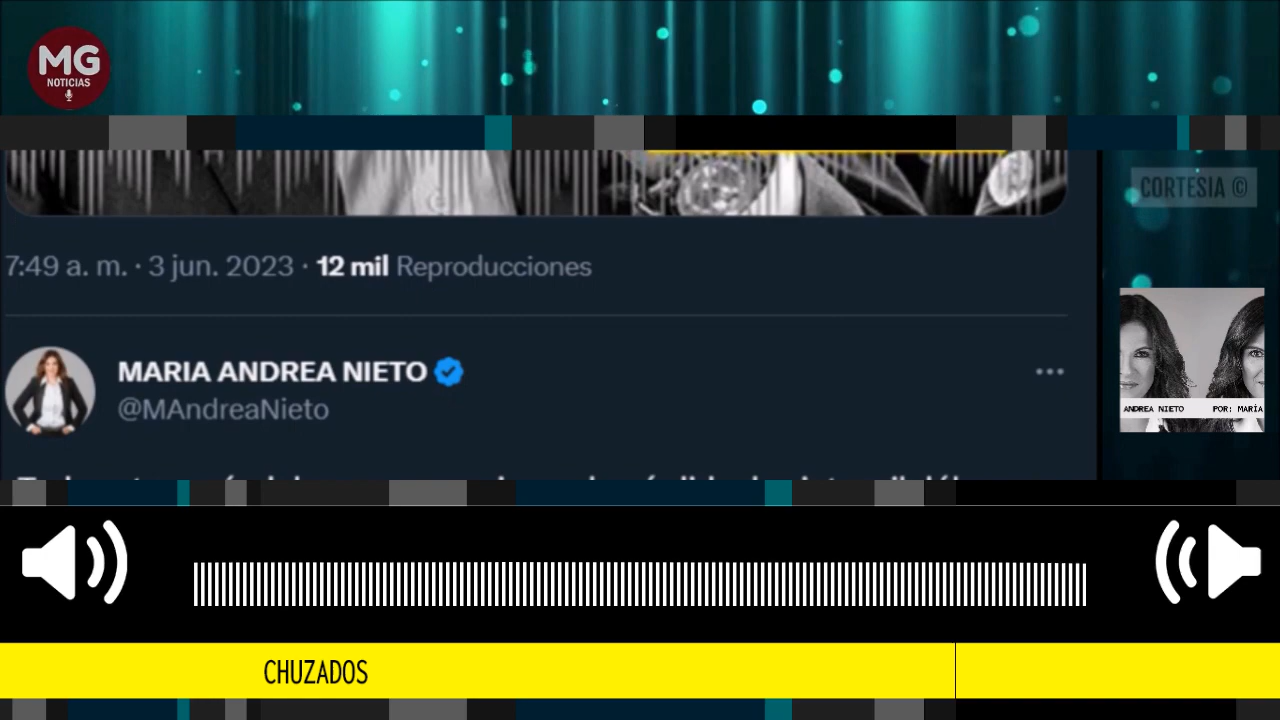 MG
NOTICIAS
CORTESIA ©
7:49 a. m. · 3 jun. 2023 · 12 mil Reproducciones
MARIA ANDREA NIETO
@MAndreaNieto
ANDREA NIETO POR: MARÍA
CHUZADOS